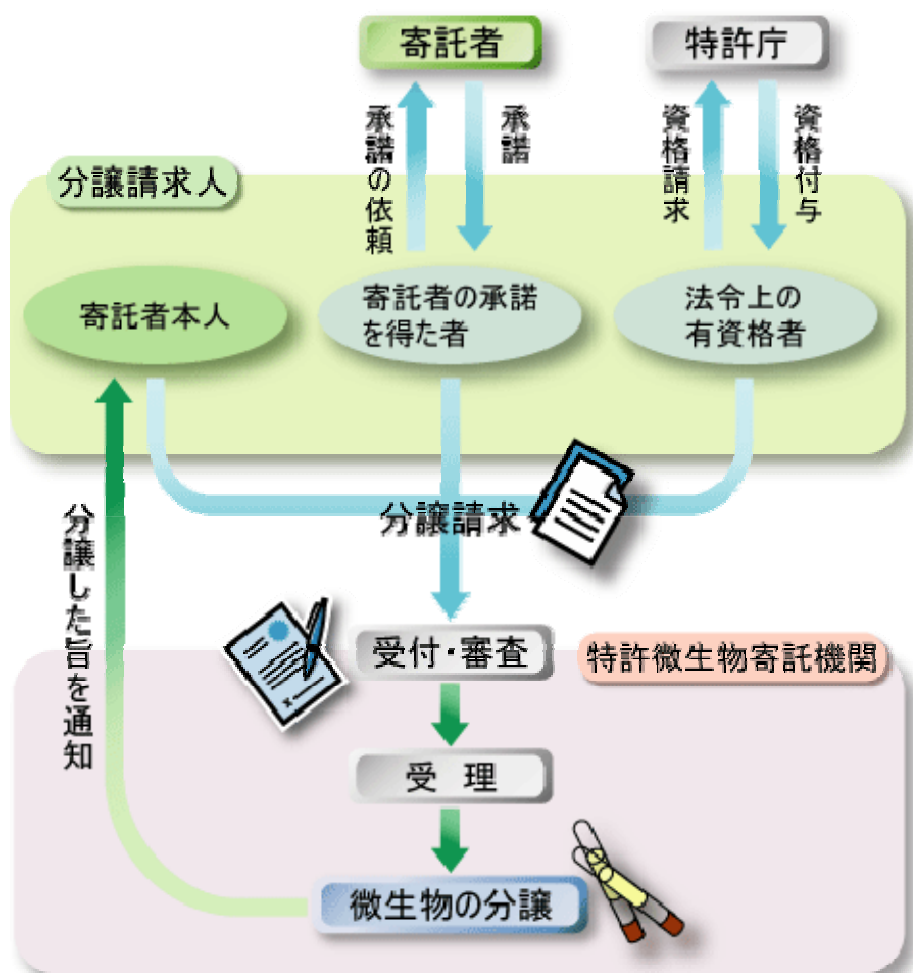 寄託者
特許庁
承諾の依頼
承諾
資格請求
資格付与
分譲請求人
寄託者本人
寄託者の承諾
を得た者
法令上の
有資格者
分譲請求
分譲した旨を通知
受付・審査
特許微生物寄託機関
受 理
微生物の分譲